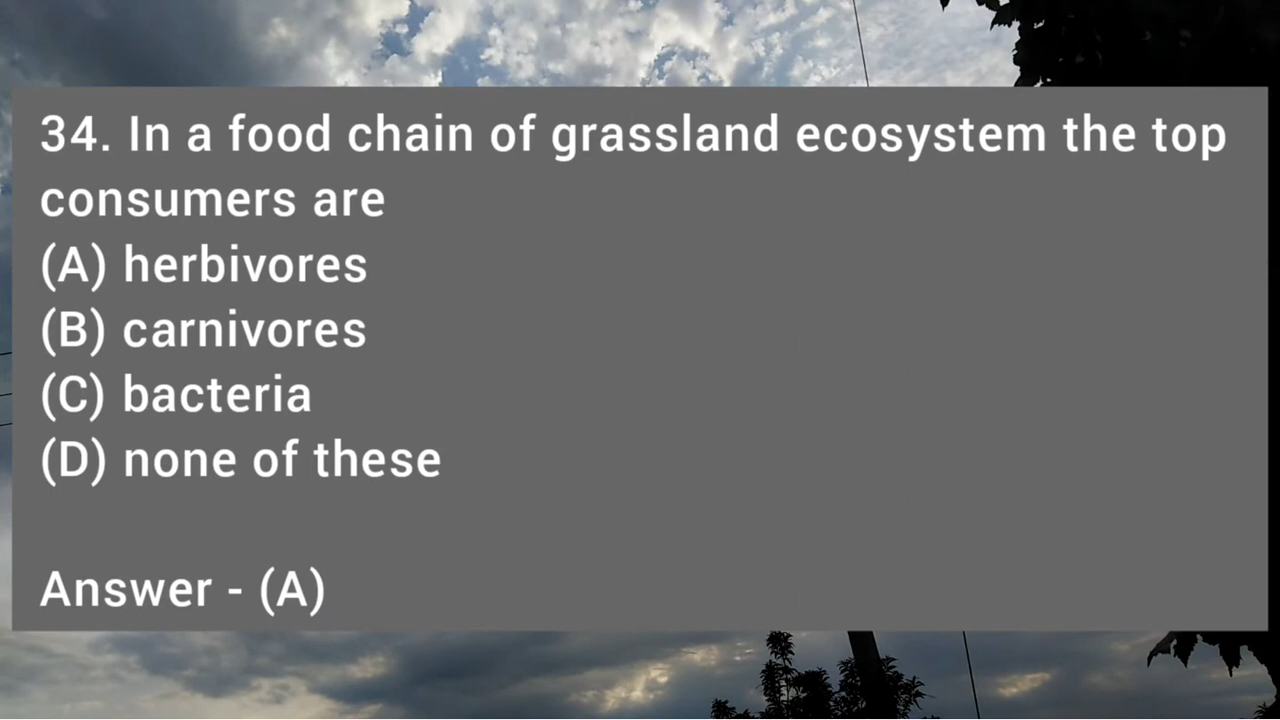 34. In a food chain of grassland ecosystem the top
consumers are
(A) herbivores
(B) carnivores
(C) bacteria
(D) none of these
Answer - (A)